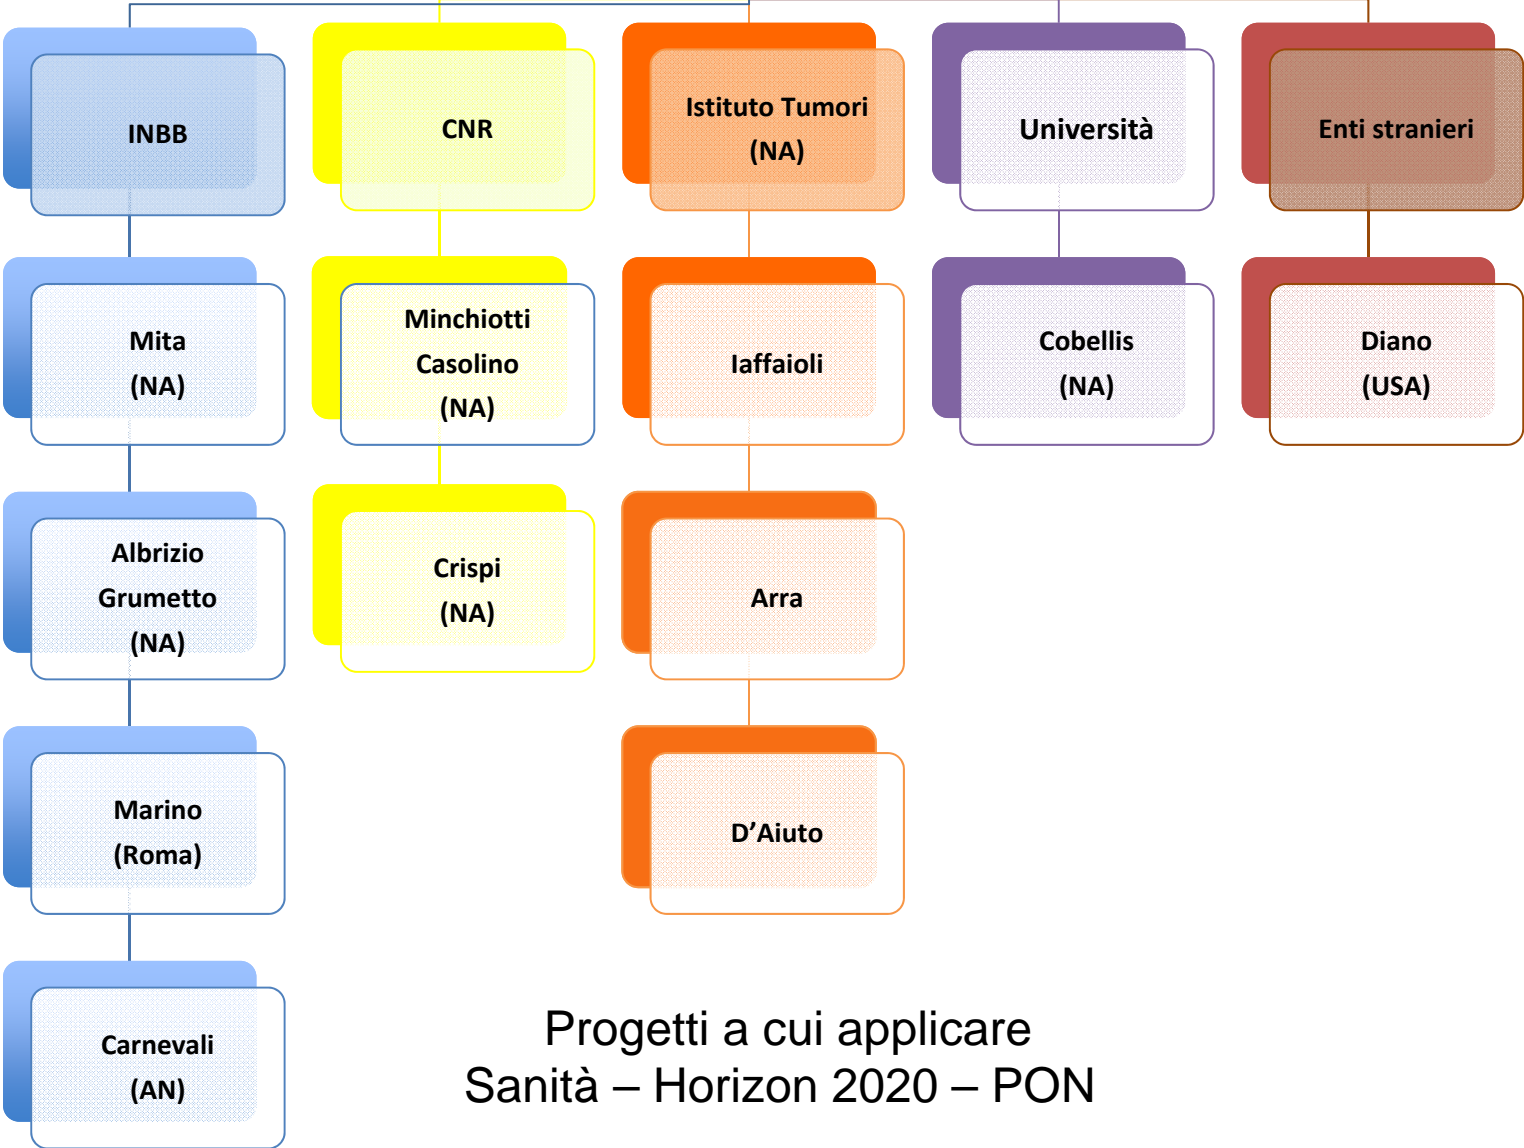 INBB
CNR
Istituto Tumori
(NA)
Università
Enti stranieri
Mita
(NA)
Minchiotti
Casolino
(NA)
Iaffaioli
Cobellis
(NA)
Diano
(USA)
Albrizio
Grumetto
(NA)
Crispi
(NA)
Arra
Marino
(Roma)
D’Aiuto
Carnevali
(AN)
Progetti a cui applicare
Sanità – Horizon 2020 – PON